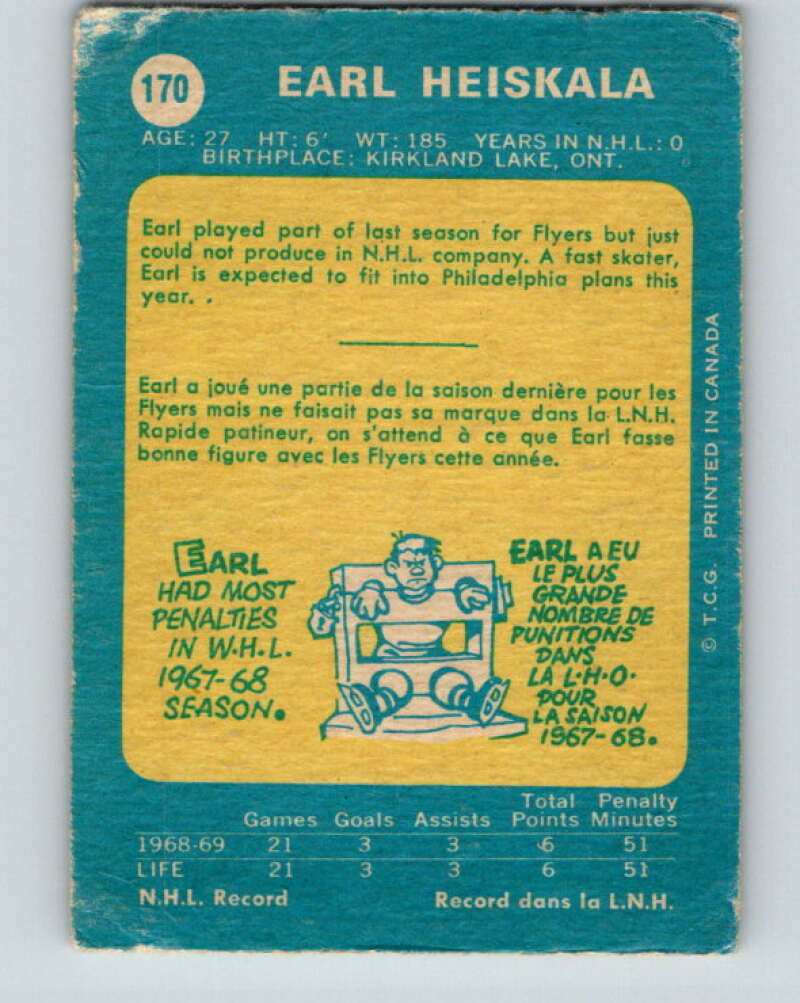 170
EARL HEISKALA
AGE: 27 HT: 6' WT: 185 YEARS IN N.H.L.: 0
BIRTHPLACE: KIRKLAND LAKE, ONT.
Earl played part of last season for Flyers but just
could not produce in N.H.L. company. A fast skater,
Earl is expected to fit into Philadelphia plans this
year. .
Earl a joué une partie de la saison dernière pour les
Flyers mais ne faisait pas sa marque dans la L.N.H.
Rapide patineur, on s'attend à ce que Earl fasse
bonne figure avec les Flyers cette année.
EARL
HAD MOST
PENALTIES
IN W.H.L.
1967-68
SEASON.
EARL A EU
LE PLUS
GRANDE
NOMBRE DE
PUNITIONS
DANS
LA L.H.O.
POUR
LA SAISON
1967-68.
© T.C.G. PRINTED IN CANADA
Total Penalty
Games Goals Assists Points Minutes
1968-69 21 3 3 6 51
LIFE 21 3 3 6 51
N.H.L. Record Record dans la L.N.H.